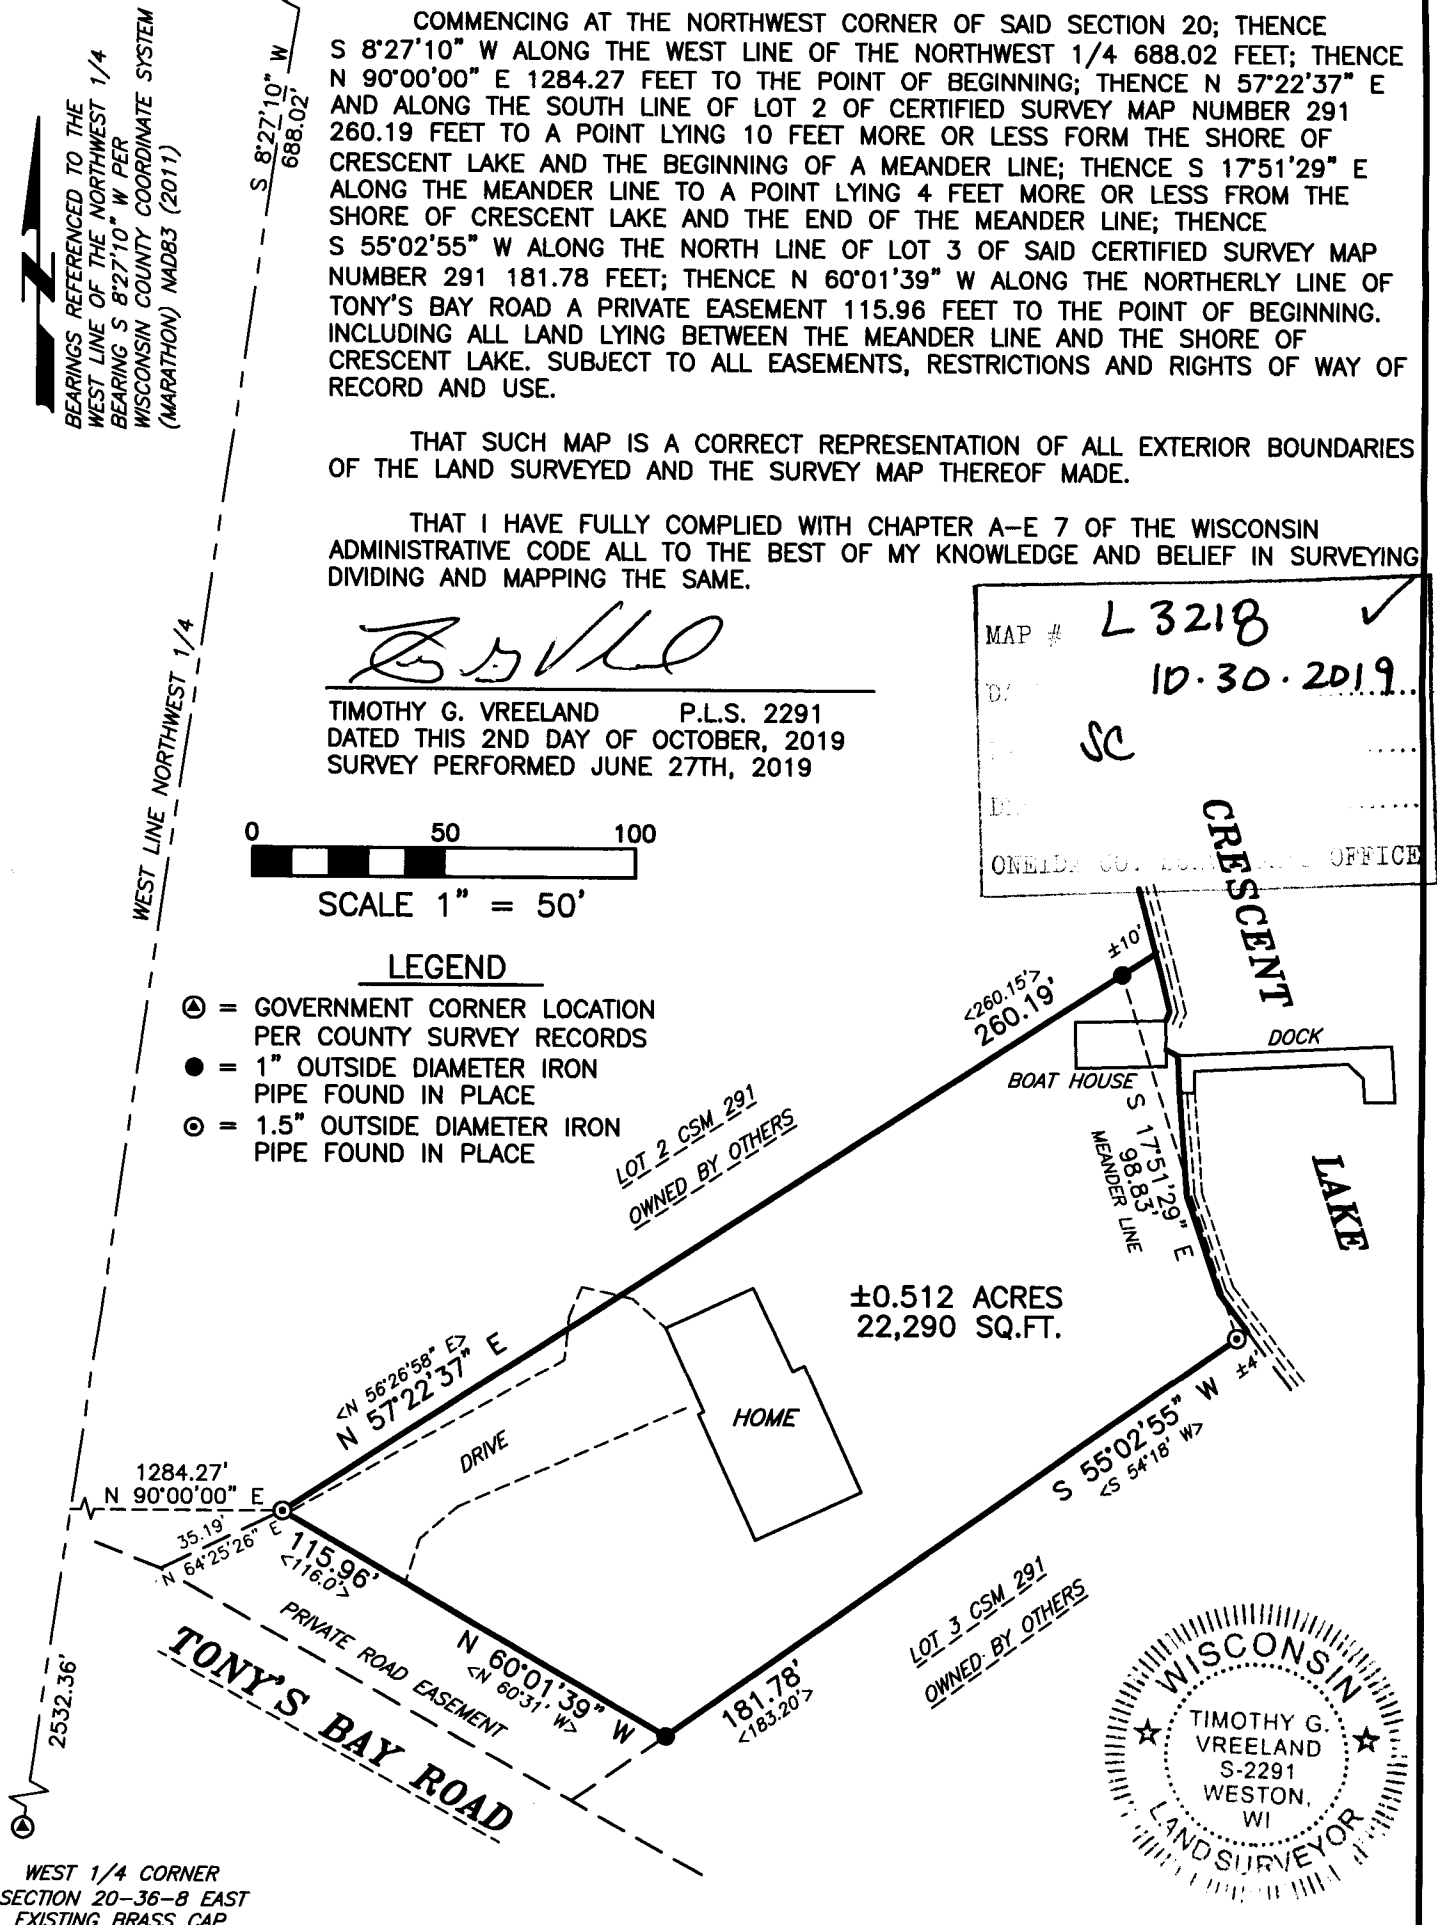 COMMENCING AT THE NORTHWEST CORNER OF SAID SECTION 20; THENCE
S 8°27'10" W ALONG THE WEST LINE OF THE NORTHWEST 1/4 688.02 FEET; THENCE
N 90°00'00" E 1284.27 FEET TO THE POINT OF BEGINNING; THENCE N 57°22'37" E
AND ALONG THE SOUTH LINE OF LOT 2 OF CERTIFIED SURVEY MAP NUMBER 291
260.19 FEET TO A POINT LYING 10 FEET MORE OR LESS FORM THE SHORE OF
CRESCENT LAKE AND THE BEGINNING OF A MEANDER LINE; THENCE S 17°51'29" E
ALONG THE MEANDER LINE TO A POINT LYING 4 FEET MORE OR LESS FROM THE
SHORE OF CRESCENT LAKE AND THE END OF THE MEANDER LINE; THENCE
S 55°02'55" W ALONG THE NORTH LINE OF LOT 3 OF SAID CERTIFIED SURVEY MAP
NUMBER 291 181.78 FEET; THENCE N 60°01'39" W ALONG THE NORTHERLY LINE OF
TONY'S BAY ROAD A PRIVATE EASEMENT 115.96 FEET TO THE POINT OF BEGINNING.
INCLUDING ALL LAND LYING BETWEEN THE MEANDER LINE AND THE SHORE OF
CRESCENT LAKE. SUBJECT TO ALL EASEMENTS, RESTRICTIONS AND RIGHTS OF WAY OF
RECORD AND USE.
THAT SUCH MAP IS A CORRECT REPRESENTATION OF ALL EXTERIOR BOUNDARIES
OF THE LAND SURVEYED AND THE SURVEY MAP THEREOF MADE.
THAT I HAVE FULLY COMPLIED WITH CHAPTER A-E 7 OF THE WISCONSIN
ADMINISTRATIVE CODE ALL TO THE BEST OF MY KNOWLEDGE AND BELIEF IN SURVEYING
DIVIDING AND MAPPING THE SAME.
TIMOTHY G. VREELAND P.L.S. 2291
DATED THIS 2ND DAY OF OCTOBER, 2019
SURVEY PERFORMED JUNE 27TH, 2019
BEARINGS REFERENCED TO THE
WEST LINE OF THE NORTHWEST 1/4
BEARING S 8°27'10" W PER
WISCONSIN COUNTY COORDINATE SYSTEM
(MARATHON) NAD83 (2011)
S 8°27'10" W
688.02'
WEST LINE NORTHWEST 1/4
MAP # L 3218
10.30.2019
SC
ONEIDA CO. OFFICE
0 50 100
SCALE 1" = 50'
LEGEND
= GOVERNMENT CORNER LOCATION
PER COUNTY SURVEY RECORDS
= 1" OUTSIDE DIAMETER IRON
PIPE FOUND IN PLACE
= 1.5" OUTSIDE DIAMETER IRON
PIPE FOUND IN PLACE
CRESCENT
LAKE
±10'
<260.15'>
260.19'
DOCK
BOAT HOUSE
S 17°51'29" E
98.83'
MEANDER LINE
LOT 2 CSM 291
OWNED BY OTHERS
±0.512 ACRES
22,290 SQ.FT.
<N 56°26'58" E>
N 57°22'37" E
DRIVE
HOME
±4'
S 55°02'55" W
<S 54°18' W>
1284.27'
N 90°00'00" E
35.19'
N 64°25'26" E
115.96'
<116.0'>
PRIVATE ROAD EASEMENT
N 60°01'39" W
<N 60°31' W>
TONY'S BAY ROAD
181.78'
<183.20'>
LOT 3 CSM 291
OWNED BY OTHERS
2532.36'
WISCONSIN
TIMOTHY G.
VREELAND
S-2291
WESTON,
WI
LAND SURVEYOR
WEST 1/4 CORNER
SECTION 20-36-8 EAST
EXISTING BRASS CAP